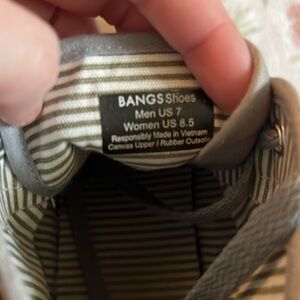 BANGS Shoes
Men US 7
Women US 8.5
Responsibly Made in Vietnam
Canvas Upper / Rubber Outsole